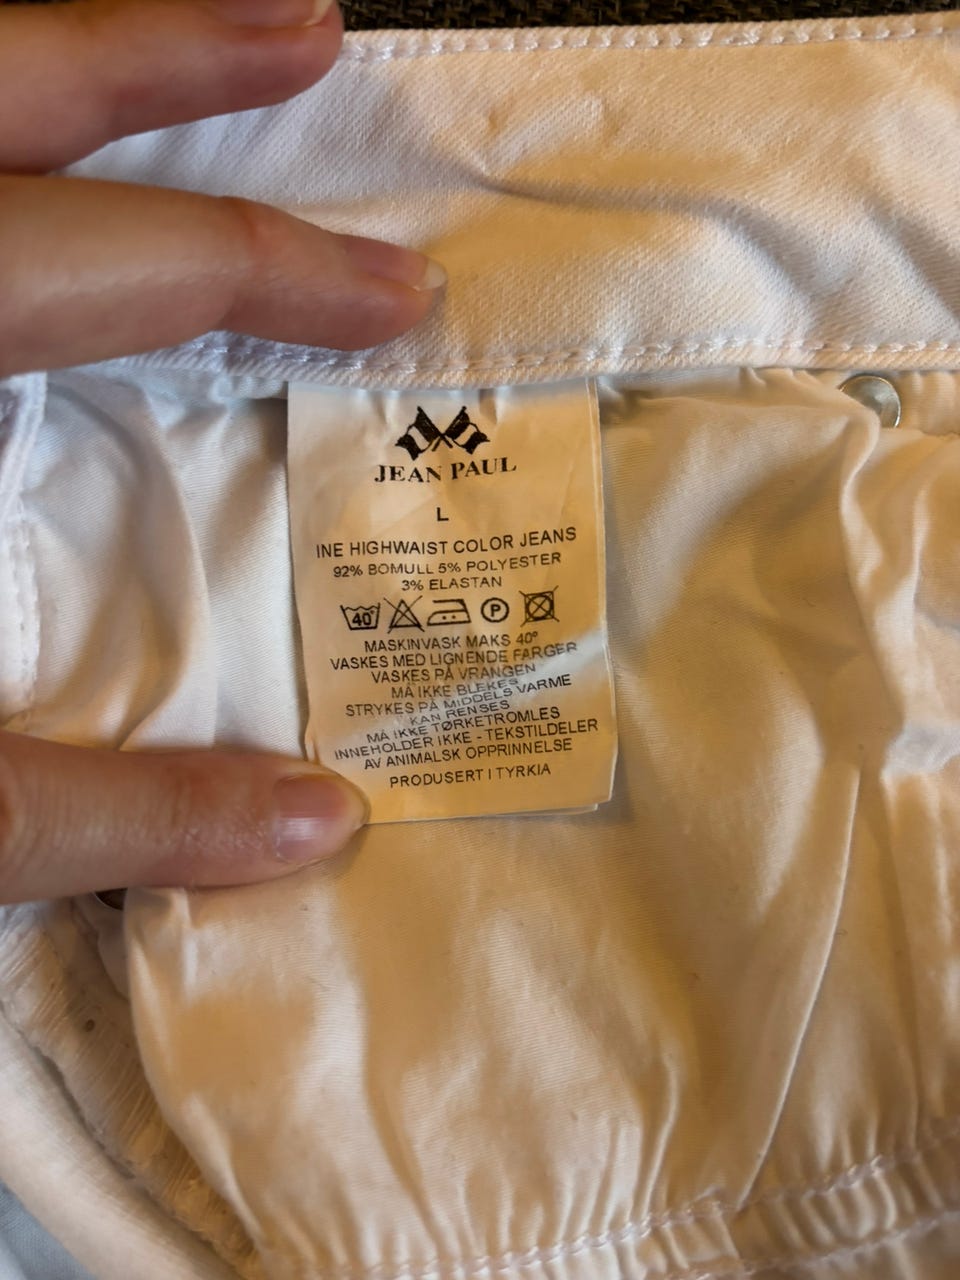 JEAN PAUL
L
INE HIGHWAIST COLOR JEANS
92% BOMULL 5% POLYESTER
3% ELASTAN
40° P
MASKINVASK MAKS 40°
VASKES MED LIGNENDE FARGER
VASKES PÅ VRANGEN
MÅ IKKE BLEKES
STRYKES PÅ MIDDELS VARME
KAN RENSES
MÅ IKKE TØRKETROMLES
INNEHOLDER IKKE - TEKSTILDELER
AV ANIMALSK OPPRINNELSE
PRODUSERT I TYRKIA